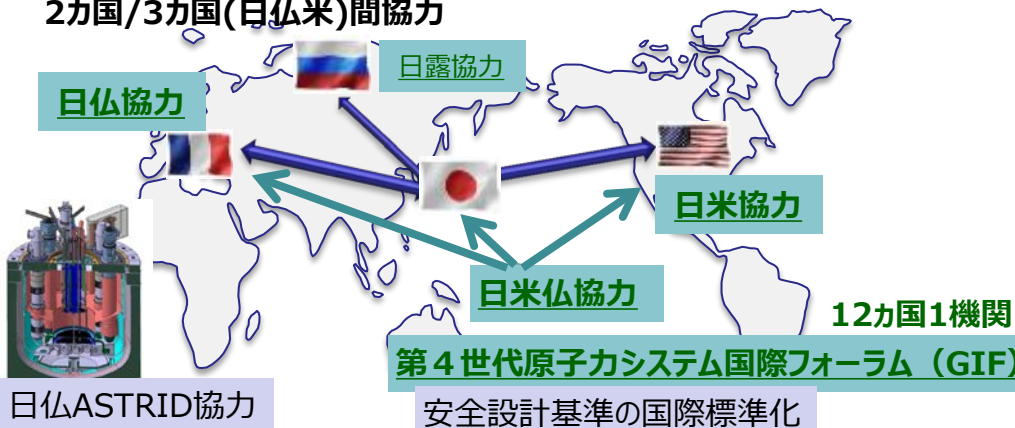 2カ国/3カ国(日仏米)間協力
日露協力
日仏協力
日米協力
日米仏協力
12ヵ国1機関
第４世代原子力システム国際フォーラム（GIF）
日仏ASTRID協力
安全設計基準の国際標準化